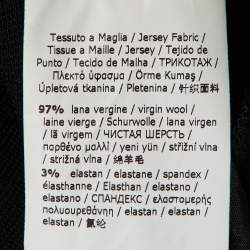 Tessuto a Maglia / Jersey Fabric /
Tissue a Maille / Jersey / Tejido de
Punto / Tecido de Maiha / ТРИКОТАЖ /
Πλεκτό ύφασμα / Örme Kumaş /
Úpletová tkanina / Pletenina / 针织面料
97% lana vergine / virgin wool /
laine vierge / Schurwolle / lana virgen
/ lã virgem / ЧИСТАЯ ШЕРСТЬ /
παρθένο μαλλί / yeni yün / střižní vlna
/ strižná vlna / 绵羊毛
3% elastan / elastane / spandex /
élasthanne / Elasthan / elastano /
elastano / СПАНДЕКС / ελαστομερής
πολυουρεθάνη / elastan / elastan /
elastan / 氨纶